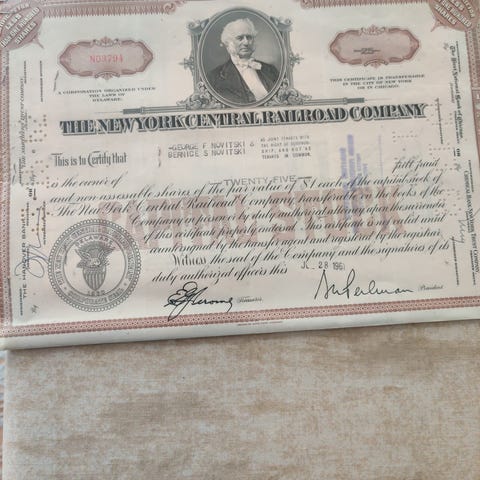 N03794
25
A CORPORATION ORGANIZED UNDER
THE LAWS OF
DELAWARE
THIS CERTIFICATE IS TRANSFERABLE
IN THE CITY OF NEW YORK
OR IN CHICAGO.
THE NEW YORK CENTRAL RAILROAD COMPANY
This is to Certify that
-GEORGE F NOVITSKI &
BERNICE S NOVITSKI
AS JOINT TENANTS WITH
THE RIGHT OF SURVIVOR-
SHIP, AND NOT AS
TENANTS IN COMMON.
is the owner of
-TWENTY FIVE-
full paid
and non-assessable shares of the par value of $1 each of the capital stock of
The New York Central Railroad Company, transferable on the books of the
Company in person or by duly authorized attorney upon the surrender
of this certificate properly endorsed. This certificate is not valid until
countersigned by the transfer agent and registered by the registrar.
Witness the seal of the Company and the signatures of its
duly authorized officers this
28 196
Treasurer
President
THE HANOVER BANK
DELAWARE